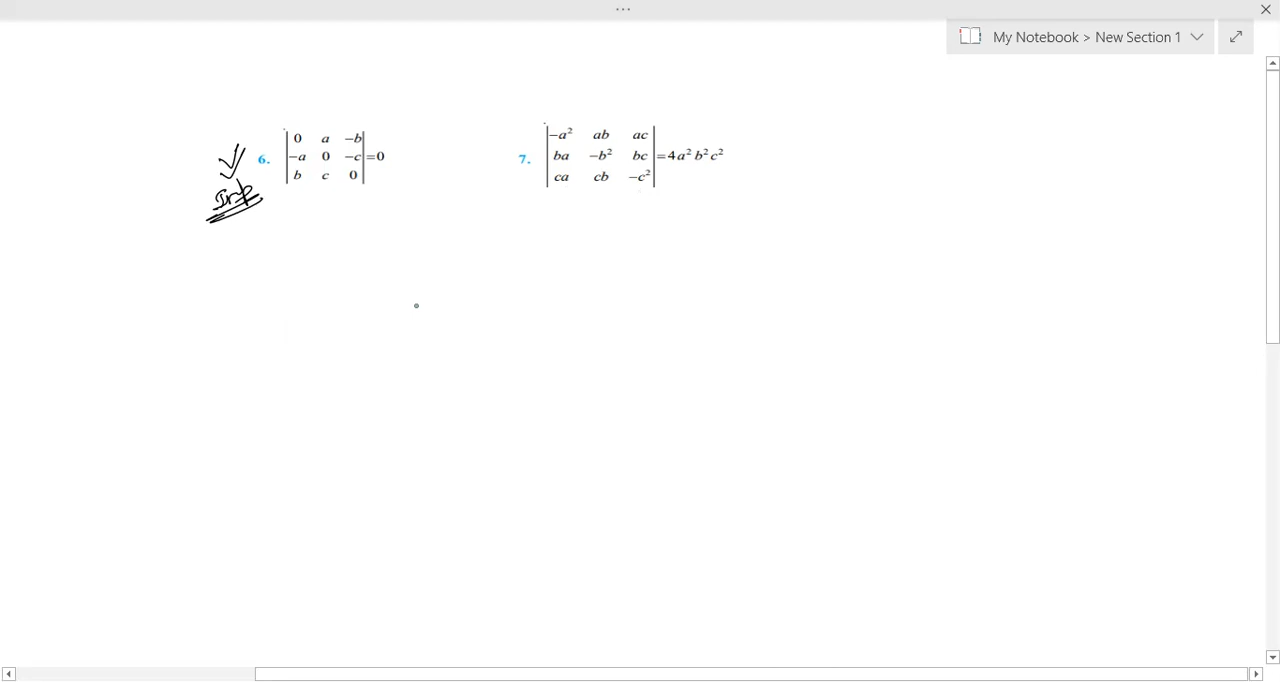 My Notebook > New Section 1
6. |0 a −b|
|−a 0 −c| =0
|b c 0|
Imp
7. |−a² ab ac|
|ba −b² bc| =4a²b²c²
|ca cb −c²|